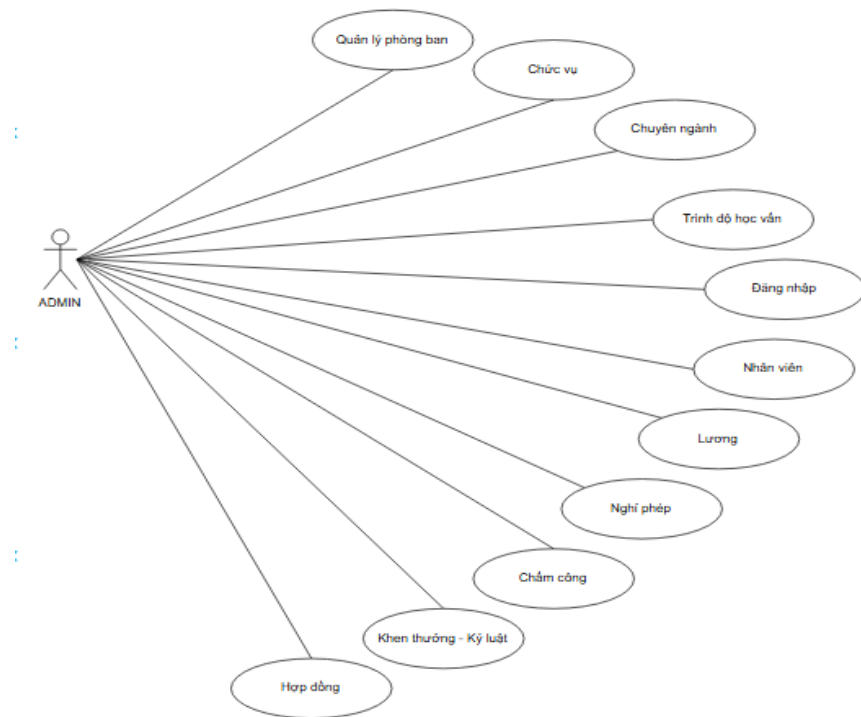 Quản lý phòng ban
Chức vụ
Chuyên ngành
Trình độ học vấn
ADMIN
Đăng nhập
Nhân viên
Lương
Nghỉ phép
Chấm công
Khen thưởng - Kỷ luật
Hợp đồng